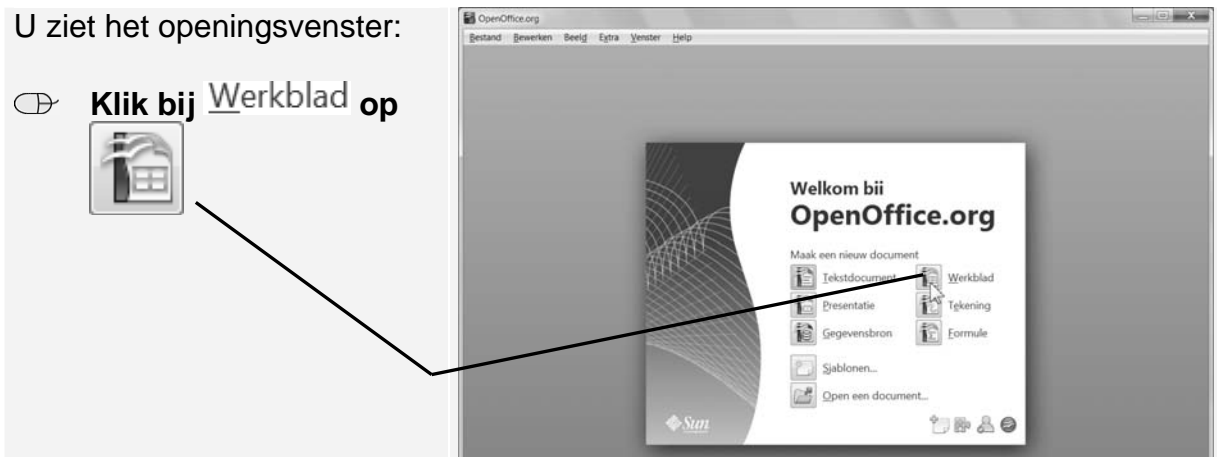 U ziet het openingsvenster:
Klik bij Werkblad op
OpenOffice.org
Bestand Bewerken Beeld Extra Venster Help
Welkom bij
OpenOffice.org
Maak een nieuw document
Tekstdocument Werkblad
Presentatie Tekening
Gegevensbron Formule
Sjablonen...
Open een document...
Sun